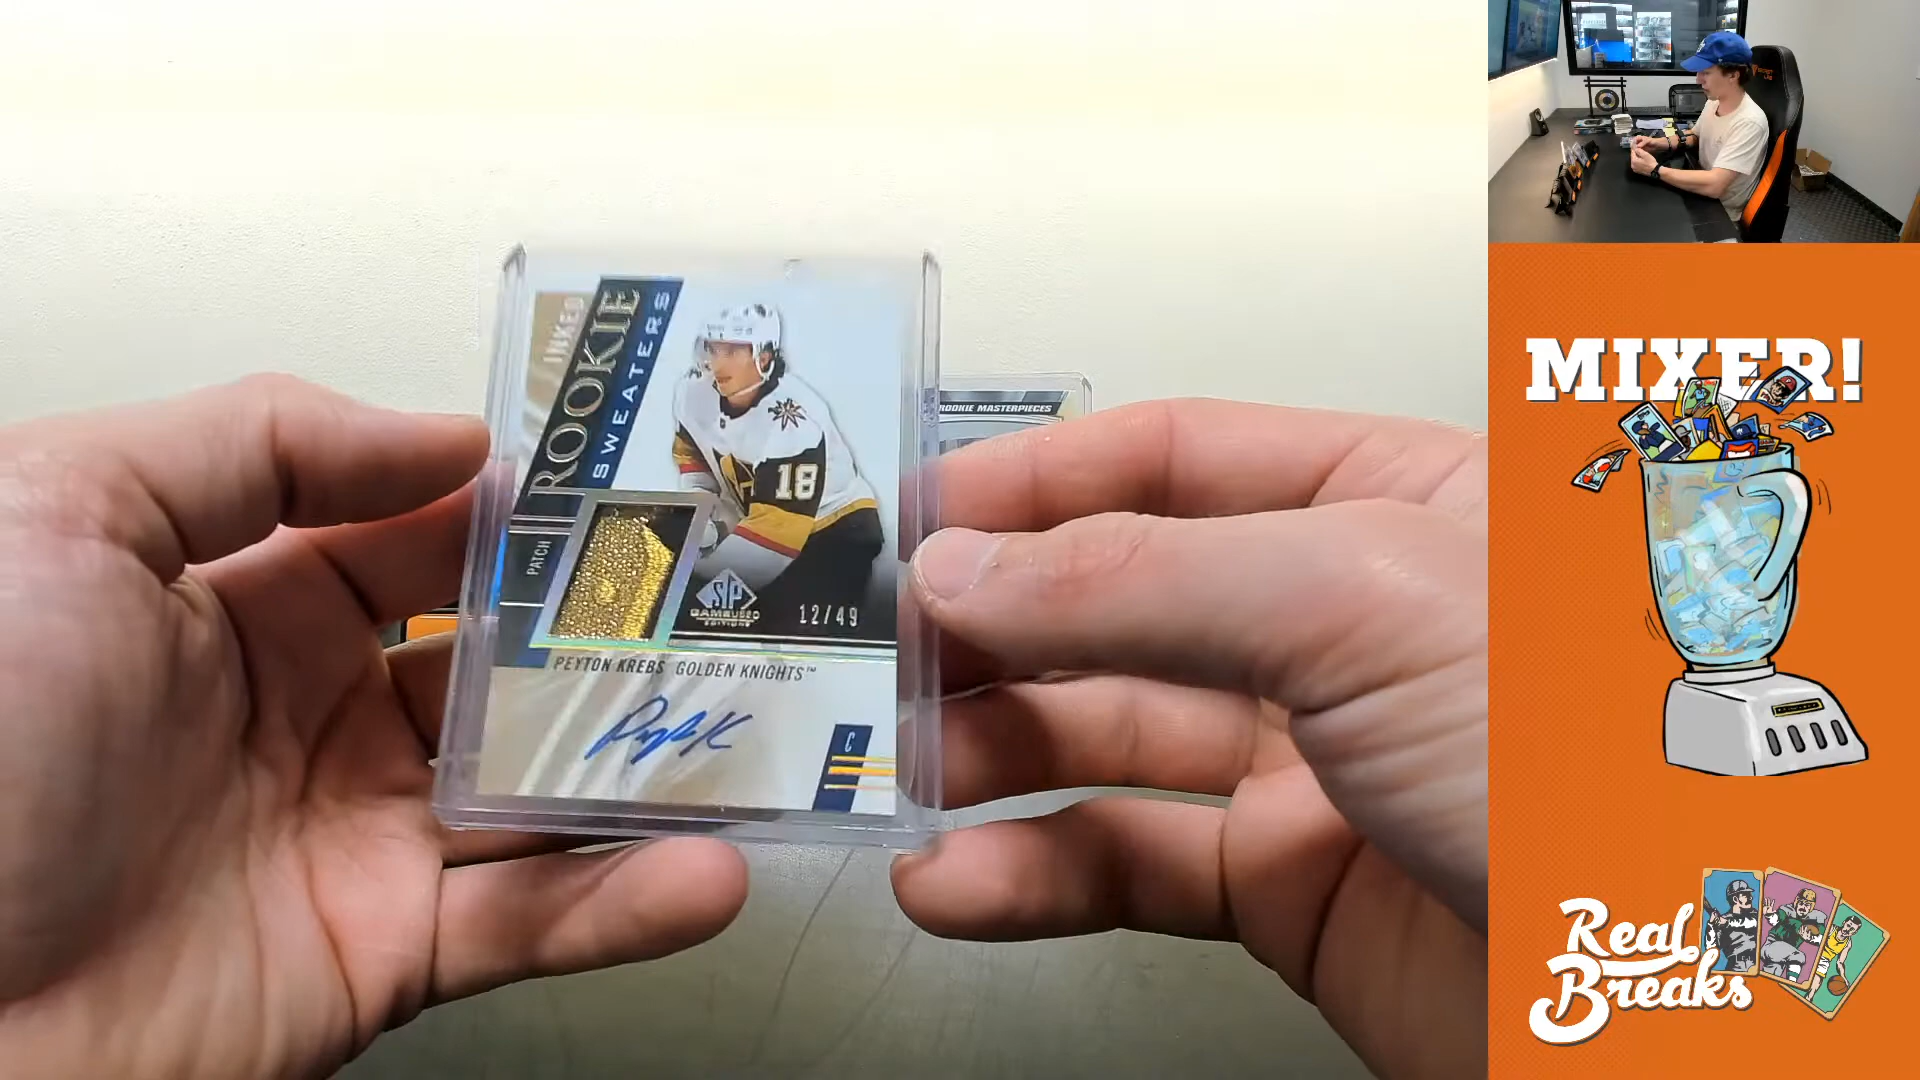 INKED
ROOKIE
SWEATERS
ROOKIE MASTERPIECES
18
PATCH
SP
GAME USED
EDITIONS
12/49
PEYTON KREBS GOLDEN KNIGHTS™
C
MIXER!
Real
Breaks